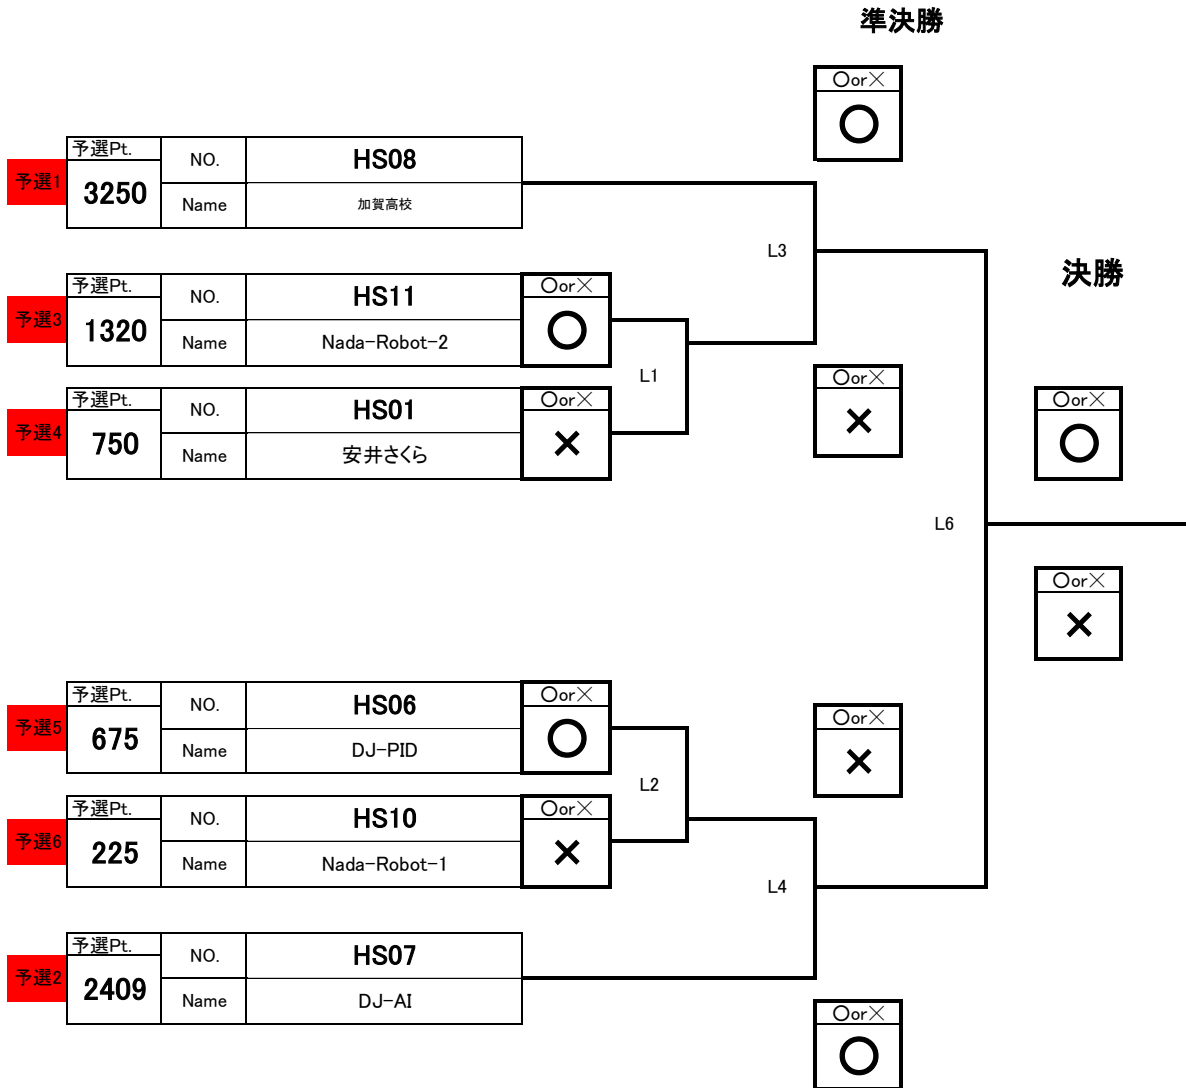 準決勝
〇or×
〇
予選1
予選Pt.
3250
NO.
HS08
Name
加賀高校
L3
決勝
予選3
予選Pt.
1320
NO.
HS11
Name
Nada-Robot-2
〇or×
〇
L1
〇or×
×
予選4
予選Pt.
750
NO.
HS01
Name
安井さくら
〇or×
×
〇or×
〇
L6
〇or×
×
予選5
予選Pt.
675
NO.
HS06
Name
DJ-PID
〇or×
〇
〇or×
×
L2
予選6
予選Pt.
225
NO.
HS10
Name
Nada-Robot-1
〇or×
×
L4
予選2
予選Pt.
2409
NO.
HS07
Name
DJ-AI
〇or×
〇